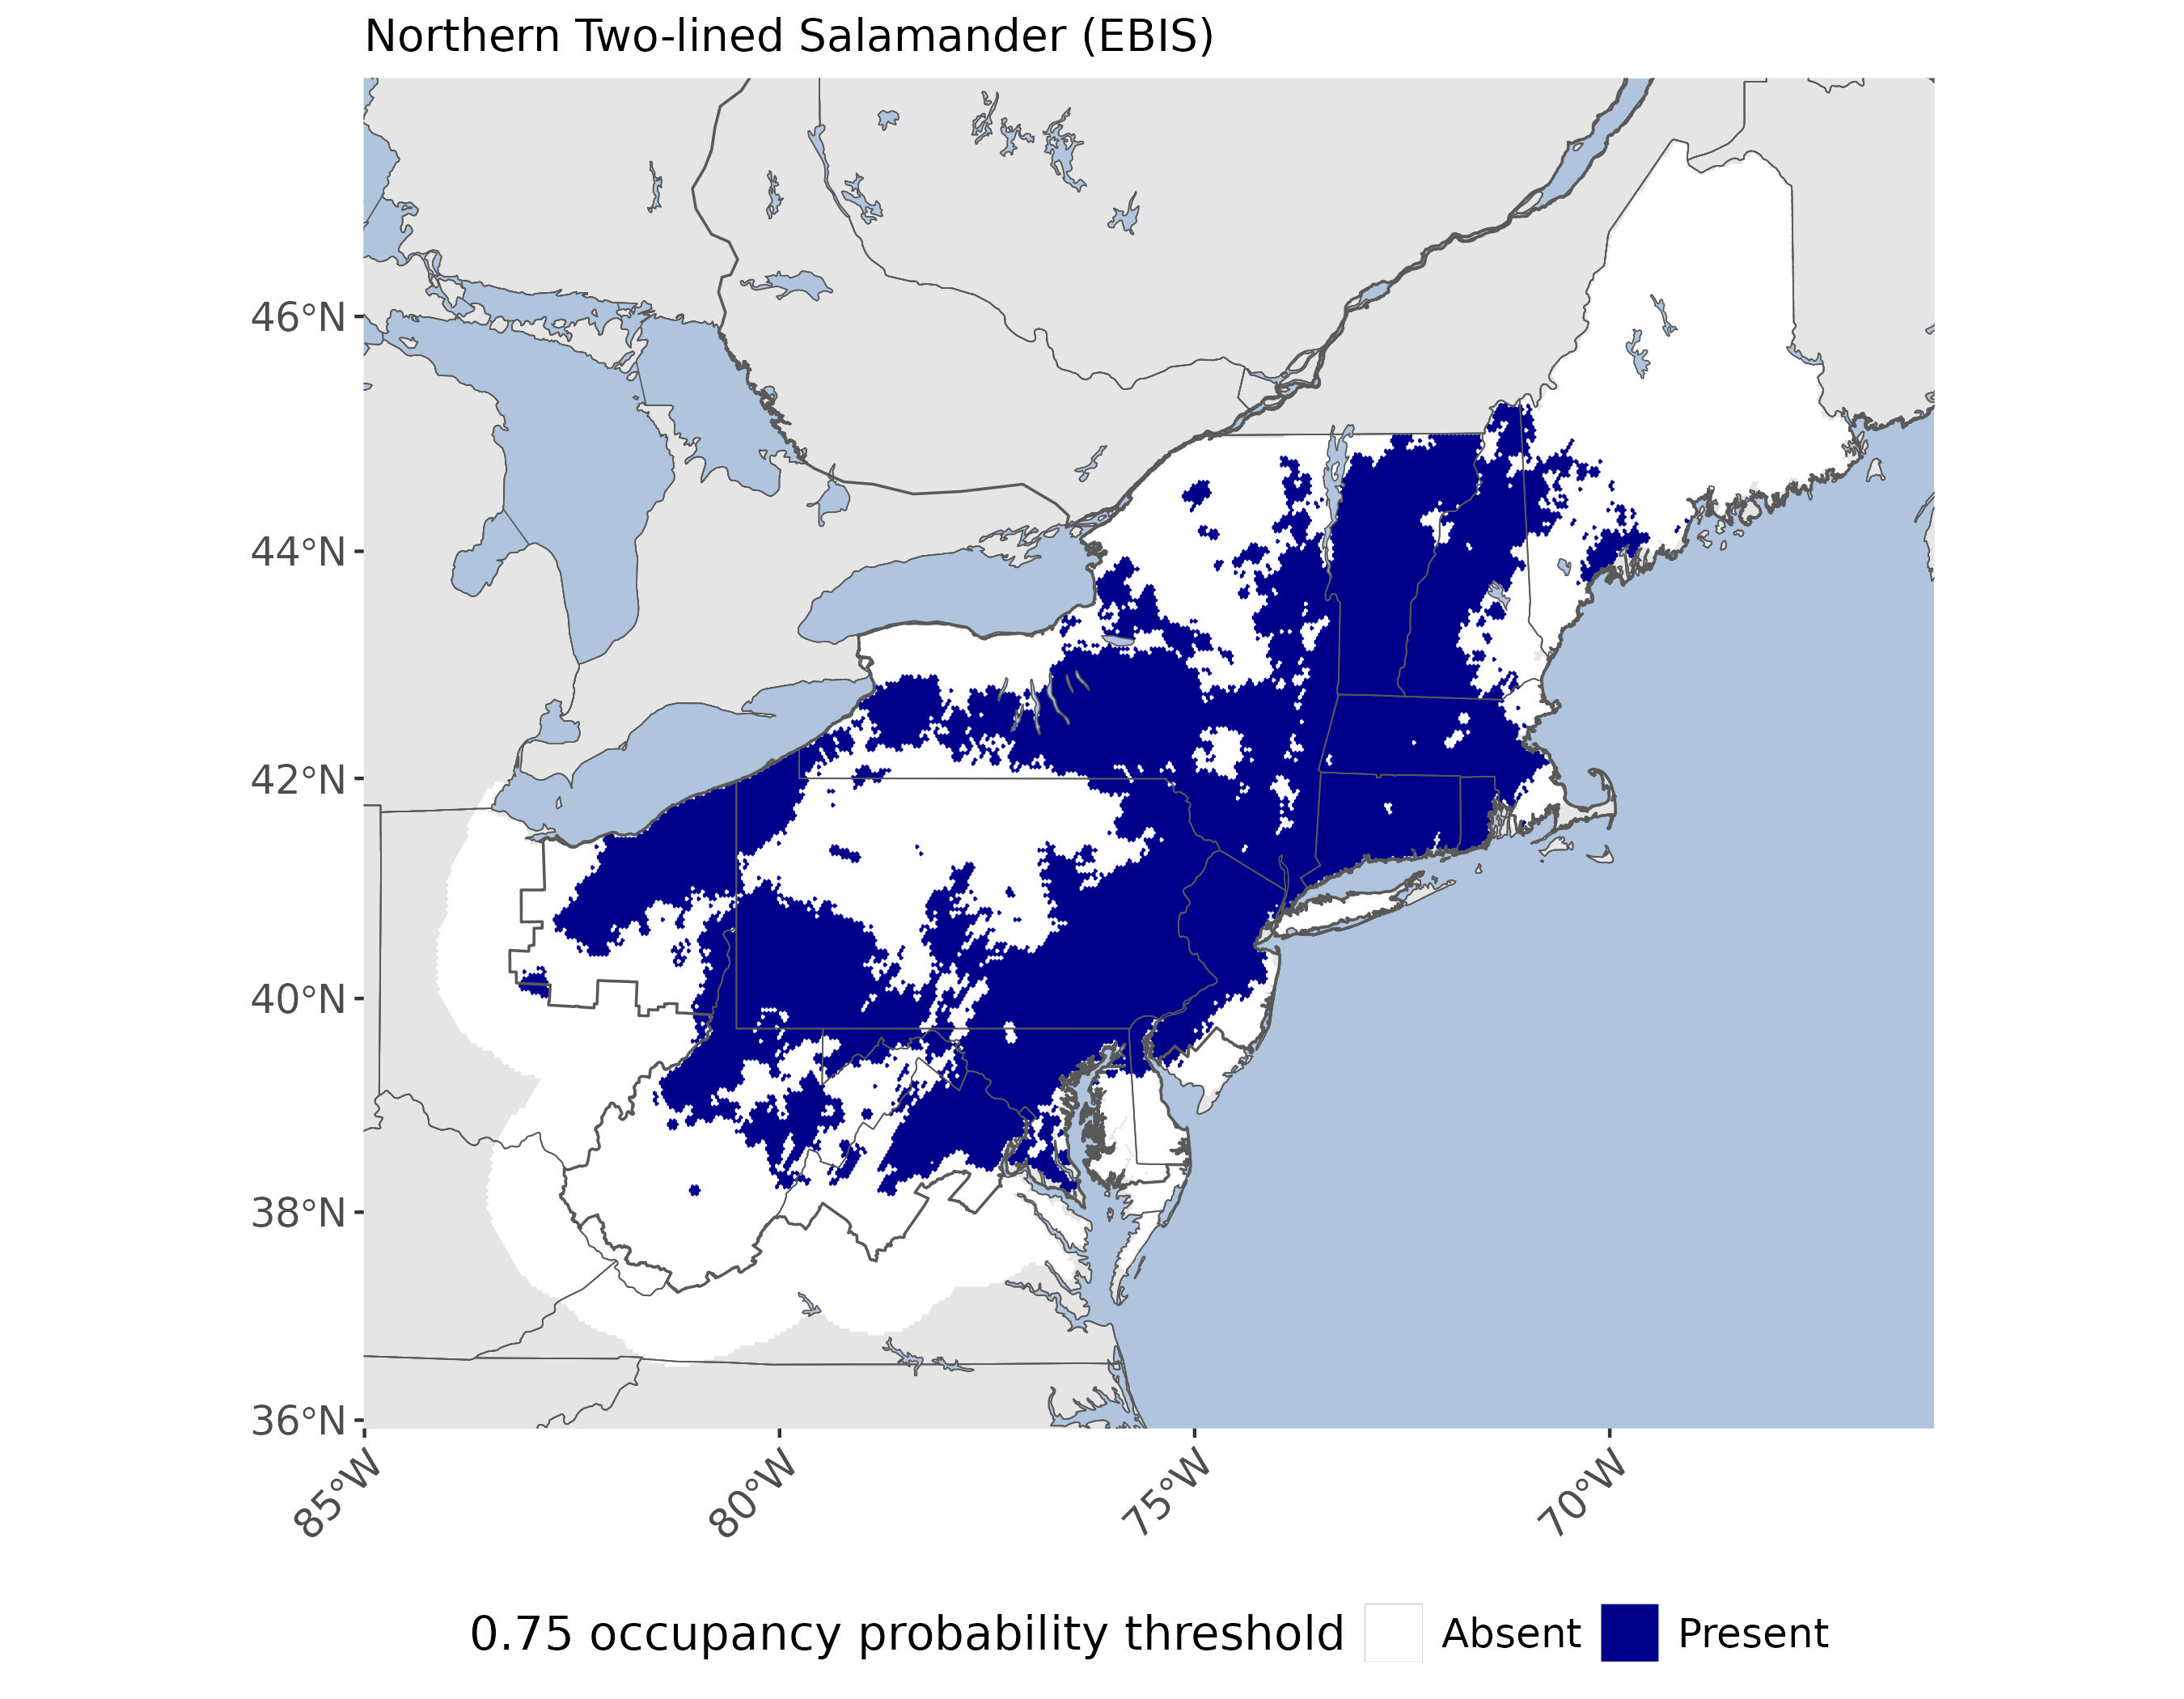 Northern Two-lined Salamander (EBIS)
46°N
44°N
42°N
40°N
38°N
36°N
85°W
80°W
75°W
70°W
0.75 occupancy probability threshold Absent Present